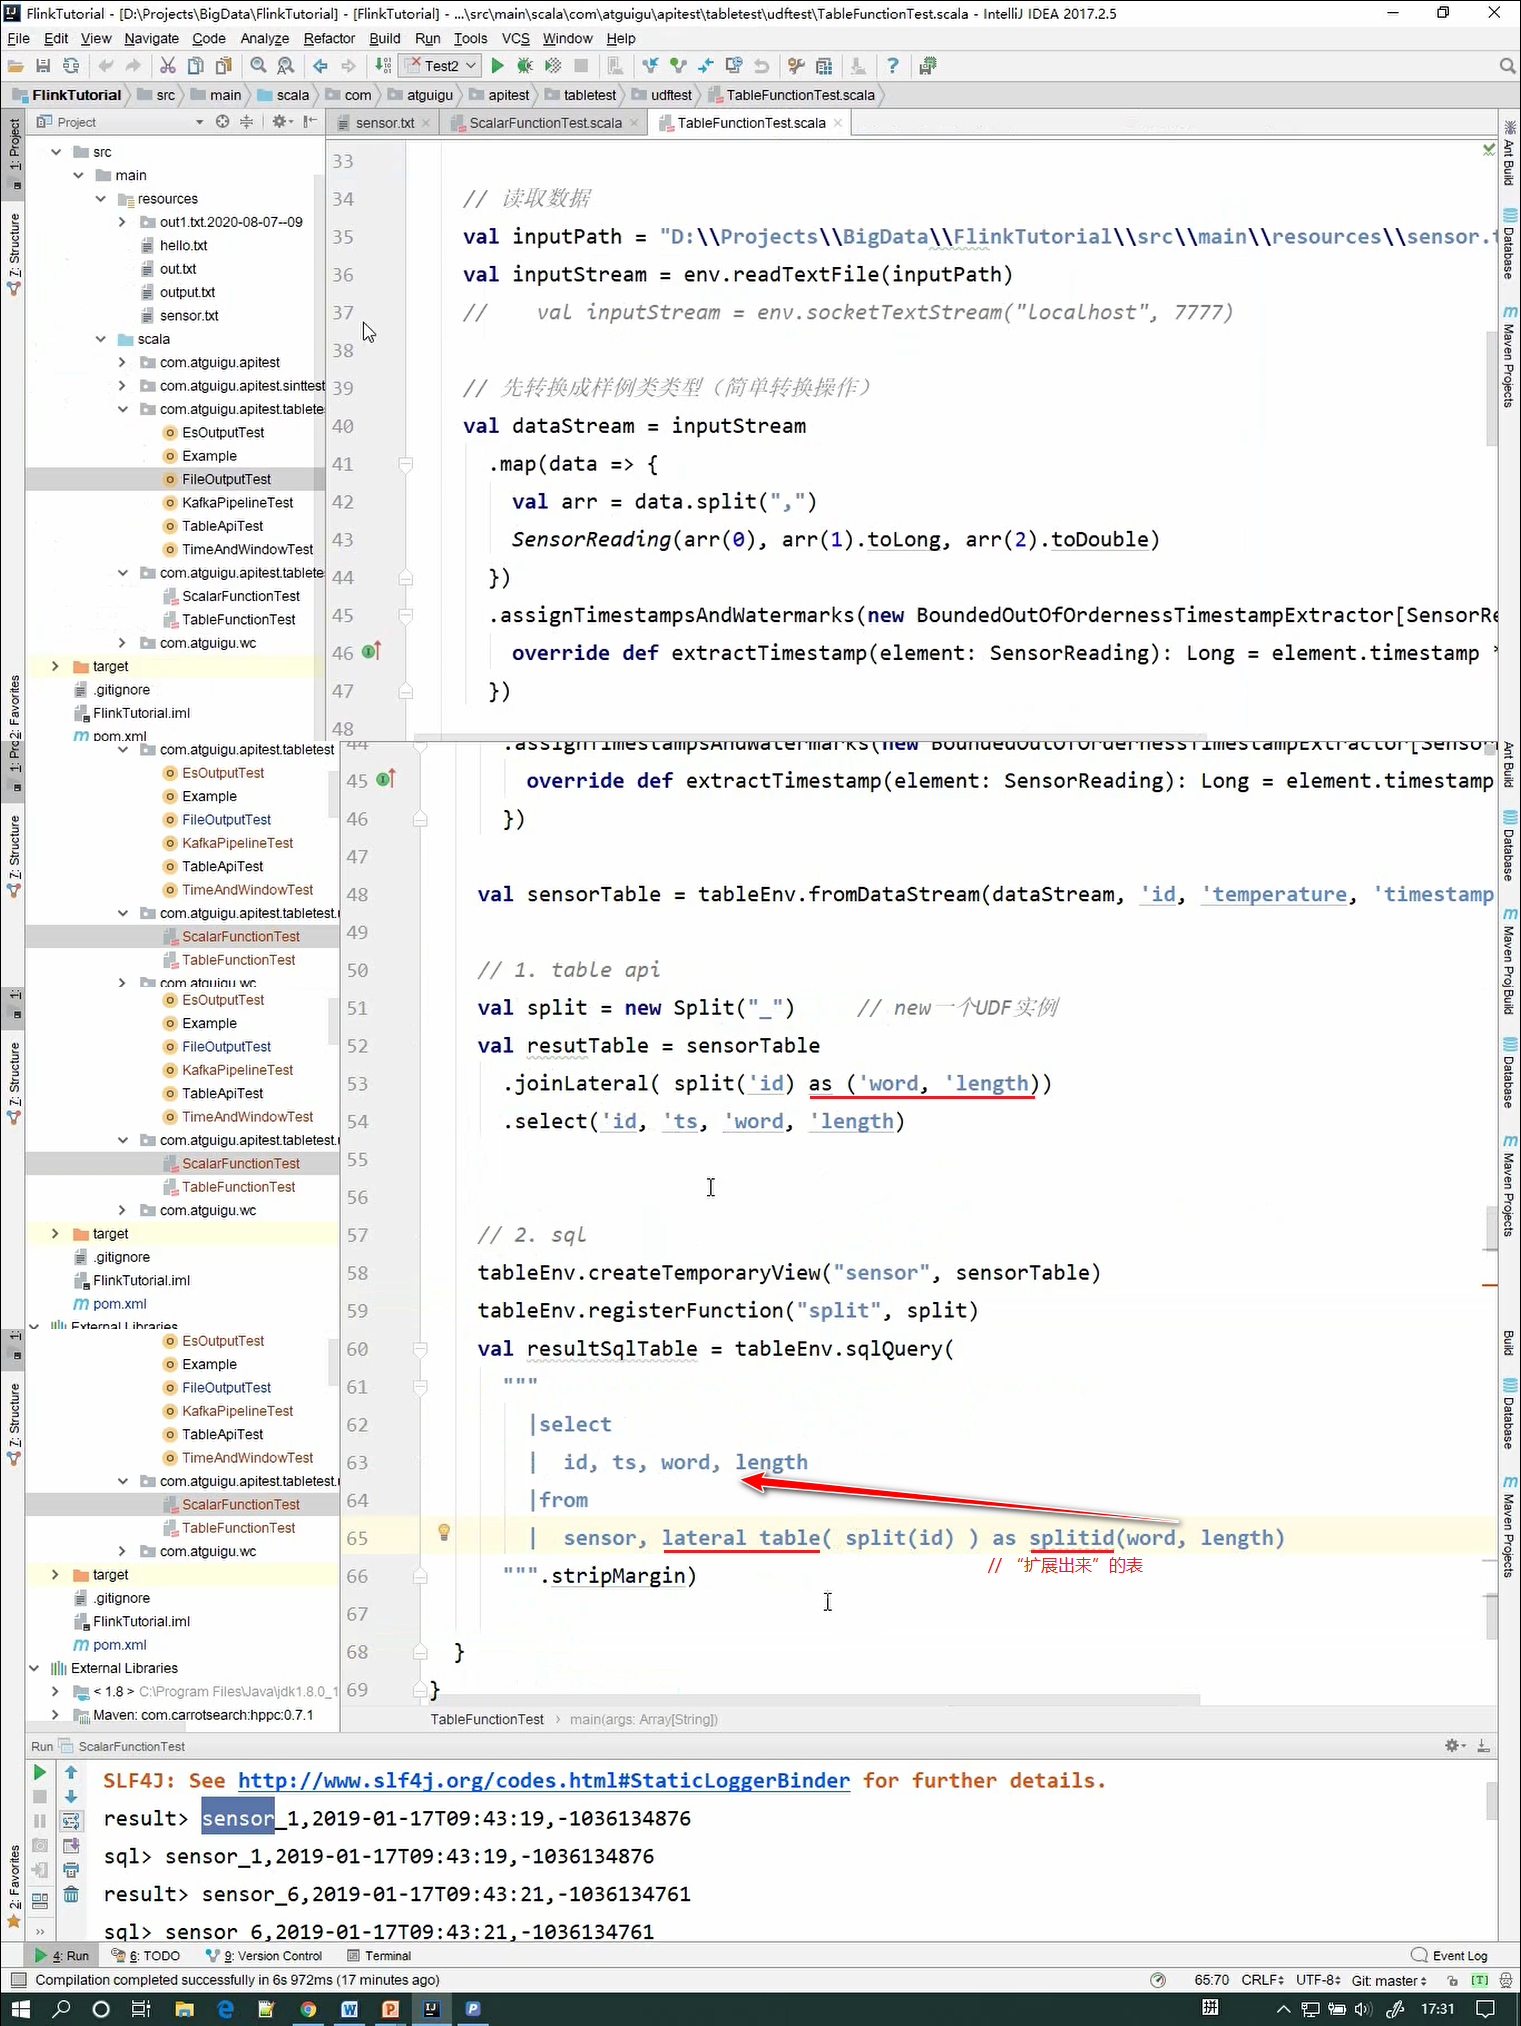 FlinkTutorial - [D:\Projects\BigData\FlinkTutorial] - [FlinkTutorial] - ...\src\main\scala\com\atguigu\apitest\tabletest\udftest\TableFunctionTest.scala - IntelliJ IDEA 2017.2.5
File Edit View Navigate Code Analyze Refactor Build Run Tools VCS Window Help
Test2
FlinkTutorial src main scala com atguigu apitest tabletest udftest TableFunctionTest.scala
Project
sensor.txt ScalarFunctionTest.scala TableFunctionTest.scala
1: Project
7: Structure
2: Favorites
Ant Build
Database
Maven Projects
src
main
resources
out1.txt.2020-08-07--09
hello.txt
out.txt
output.txt
sensor.txt
scala
com.atguigu.apitest
com.atguigu.apitest.sinttest
com.atguigu.apitest.tablete
EsOutputTest
Example
FileOutputTest
KafkaPipelineTest
TableApiTest
TimeAndWindowTest
com.atguigu.apitest.tablete
ScalarFunctionTest
TableFunctionTest
com.atguigu.wc
target
.gitignore
FlinkTutorial.iml
pom.xml
33
34 // 读取数据
35 val inputPath = "D:\\Projects\\BigData\\FlinkTutorial\\src\\main\\resources\\sensor.t
36 val inputStream = env.readTextFile(inputPath)
37 // val inputStream = env.socketTextStream("localhost", 7777)
38
39 // 先转换成样例类类型（简单转换操作）
40 val dataStream = inputStream
41 .map(data => {
42 val arr = data.split(",")
43 SensorReading(arr(0), arr(1).toLong, arr(2).toDouble)
44 })
45 .assignTimestampsAndWatermarks(new BoundedOutOfOrdernessTimestampExtractor[SensorRe
46 override def extractTimestamp(element: SensorReading): Long = element.timestamp *
47 })
48
com.atguigu.apitest.tabletest
EsOutputTest
Example
FileOutputTest
KafkaPipelineTest
TableApiTest
TimeAndWindowTest
com.atguigu.apitest.tabletest.
ScalarFunctionTest
TableFunctionTest
com.atguigu.wc
EsOutputTest
Example
FileOutputTest
KafkaPipelineTest
TableApiTest
TimeAndWindowTest
com.atguigu.apitest.tabletest.
ScalarFunctionTest
TableFunctionTest
com.atguigu.wc
target
.gitignore
FlinkTutorial.iml
pom.xml
External Libraries
EsOutputTest
Example
FileOutputTest
KafkaPipelineTest
TableApiTest
TimeAndWindowTest
com.atguigu.apitest.tabletest.
ScalarFunctionTest
TableFunctionTest
com.atguigu.wc
target
.gitignore
FlinkTutorial.iml
pom.xml
External Libraries
< 1.8 > C:\Program Files\Java\jdk1.8.0_1
Maven: com.carrotsearch:hppc:0.7.1
44 .assignTimestampsAndWatermarks(new BoundedOutOfOrdernessTimestampExtractor[Sensor
45 override def extractTimestamp(element: SensorReading): Long = element.timestamp
46 })
47
48 val sensorTable = tableEnv.fromDataStream(dataStream, 'id, 'temperature, 'timestamp
49
50 // 1. table api
51 val split = new Split("_") // new一个UDF实例
52 val resutTable = sensorTable
53 .joinLateral( split('id) as ('word, 'length))
54 .select('id, 'ts, 'word, 'length)
55
56
57 // 2. sql
58 tableEnv.createTemporaryView("sensor", sensorTable)
59 tableEnv.registerFunction("split", split)
60 val resultSqlTable = tableEnv.sqlQuery(
61 """
62 |select
63 | id, ts, word, length
64 |from
65 | sensor, lateral table( split(id) ) as splitid(word, length)
// “扩展出来”的表
66 """.stripMargin)
67
68 }
69 }
TableFunctionTest main(args: Array[String])
Run ScalarFunctionTest
SLF4J: See http://www.slf4j.org/codes.html#StaticLoggerBinder for further details.
result> sensor_1,2019-01-17T09:43:19,-1036134876
sql> sensor_1,2019-01-17T09:43:19,-1036134876
result> sensor_6,2019-01-17T09:43:21,-1036134761
sql> sensor_6,2019-01-17T09:43:21,-1036134761
4: Run 6: TODO 9: Version Control Terminal Event Log
Compilation completed successfully in 6s 972ms (17 minutes ago) 65:70 CRLF UTF-8 Git: master
拼 17:31